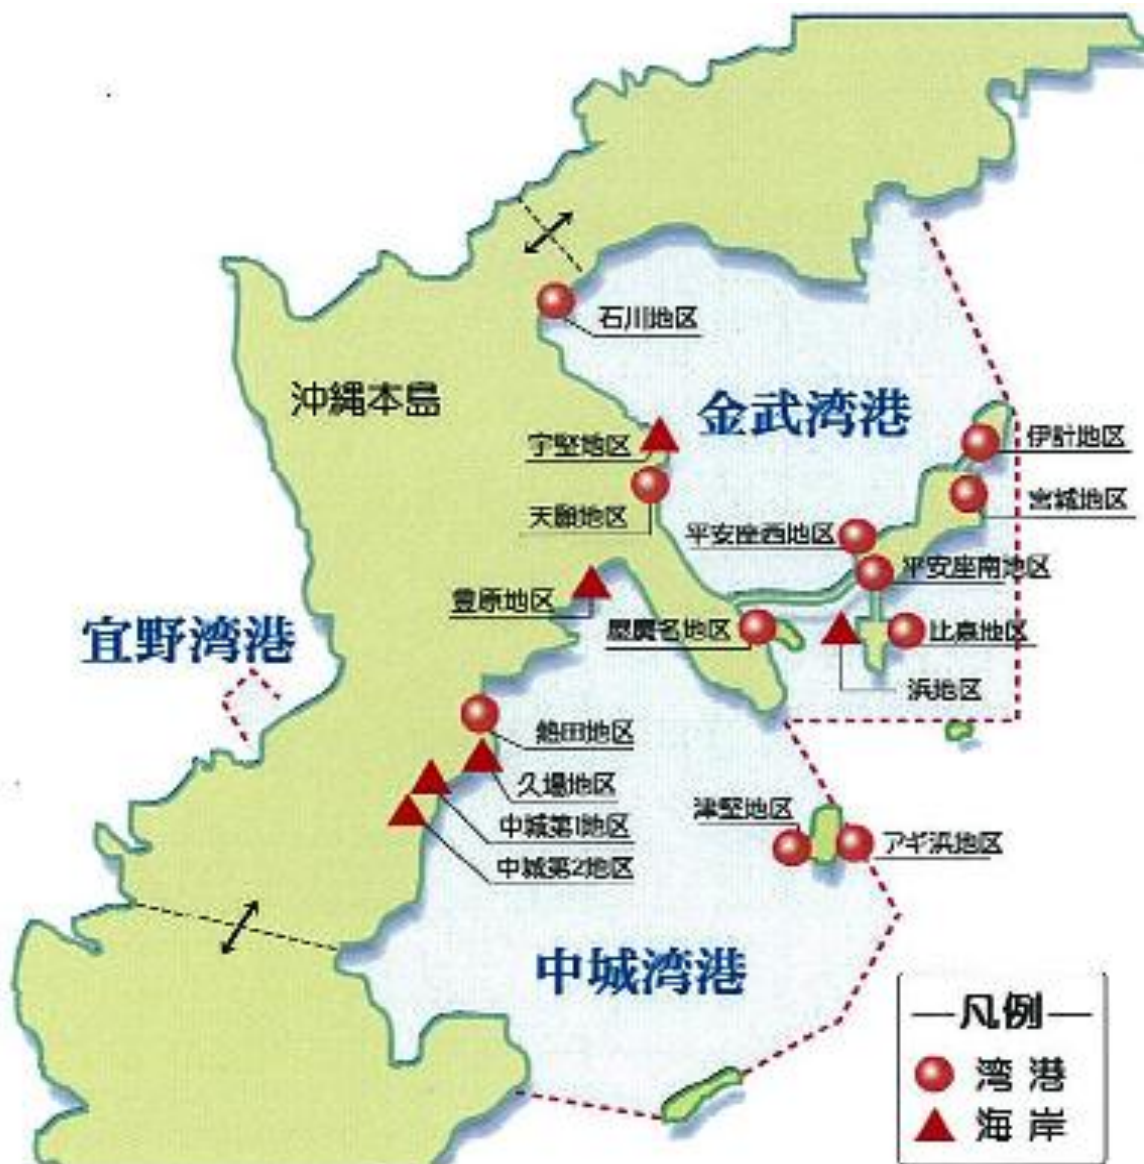 石川地区
沖縄本島
金武湾港
宇堅地区
伊計地区
天願地区
宮城地区
平安座西地区
平安座南地区
豊原地区
屋慶名地区
比嘉地区
宜野湾港
浜地区
熱田地区
久場地区
津堅地区
中城第1地区
アギ浜地区
中城第2地区
中城湾港
凡例
湾港
海岸